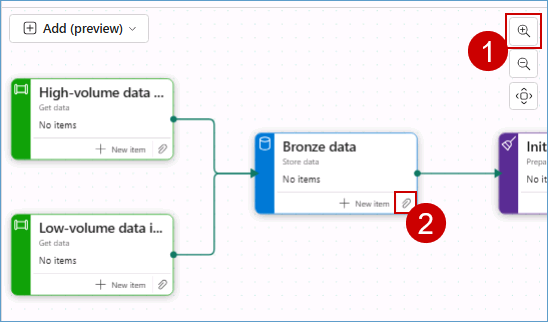 Add (preview)
1
High-volume data ...
Get data
No items
New item
Bronze data
Store data
No items
New item
2
Init
Prepa
No it
Low-volume data i...
Get data
No items
New item